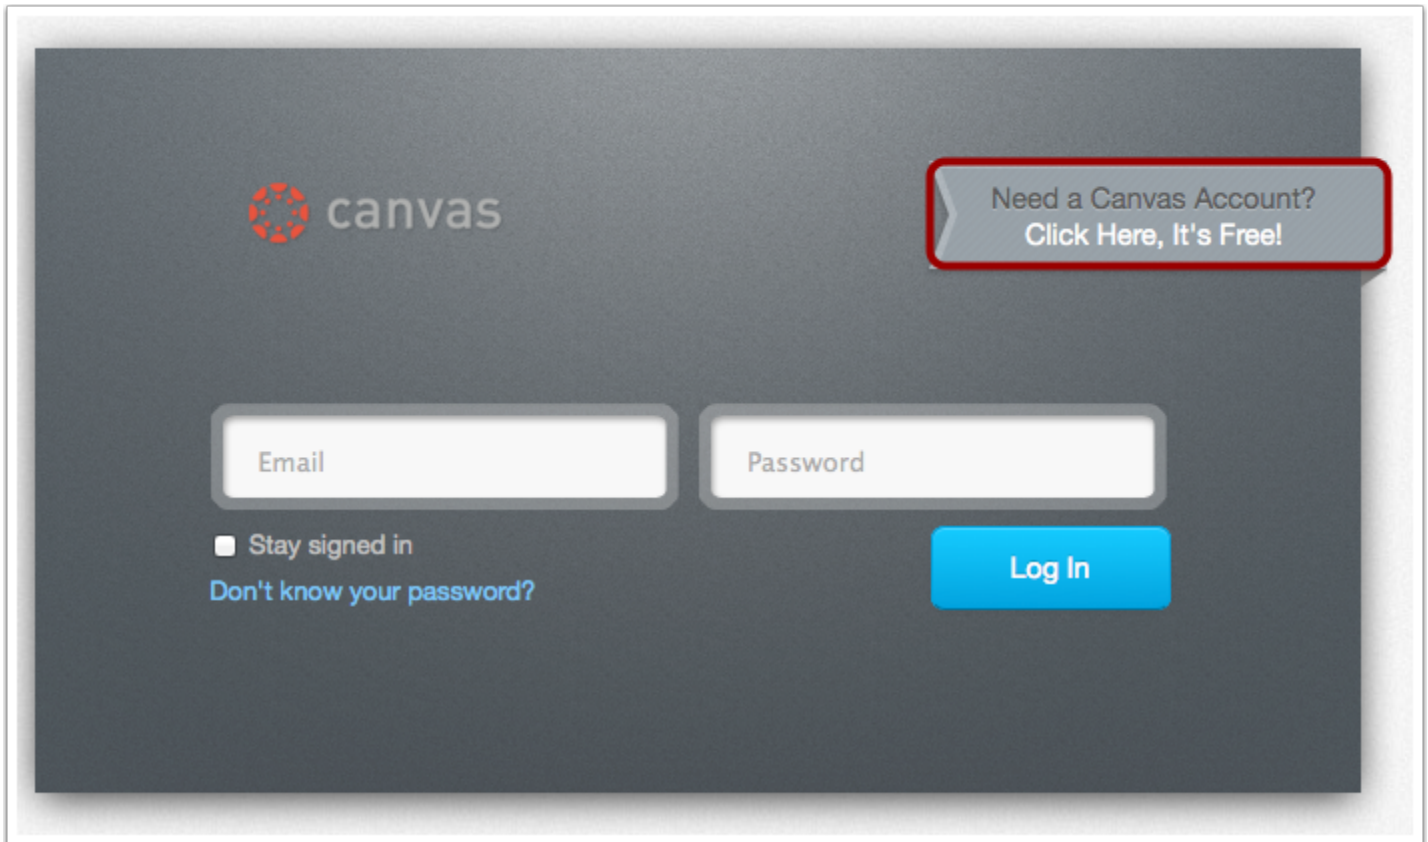 canvas
Need a Canvas Account?
Click Here, It's Free!
Email
Password
Stay signed in
Don't know your password?
Log In